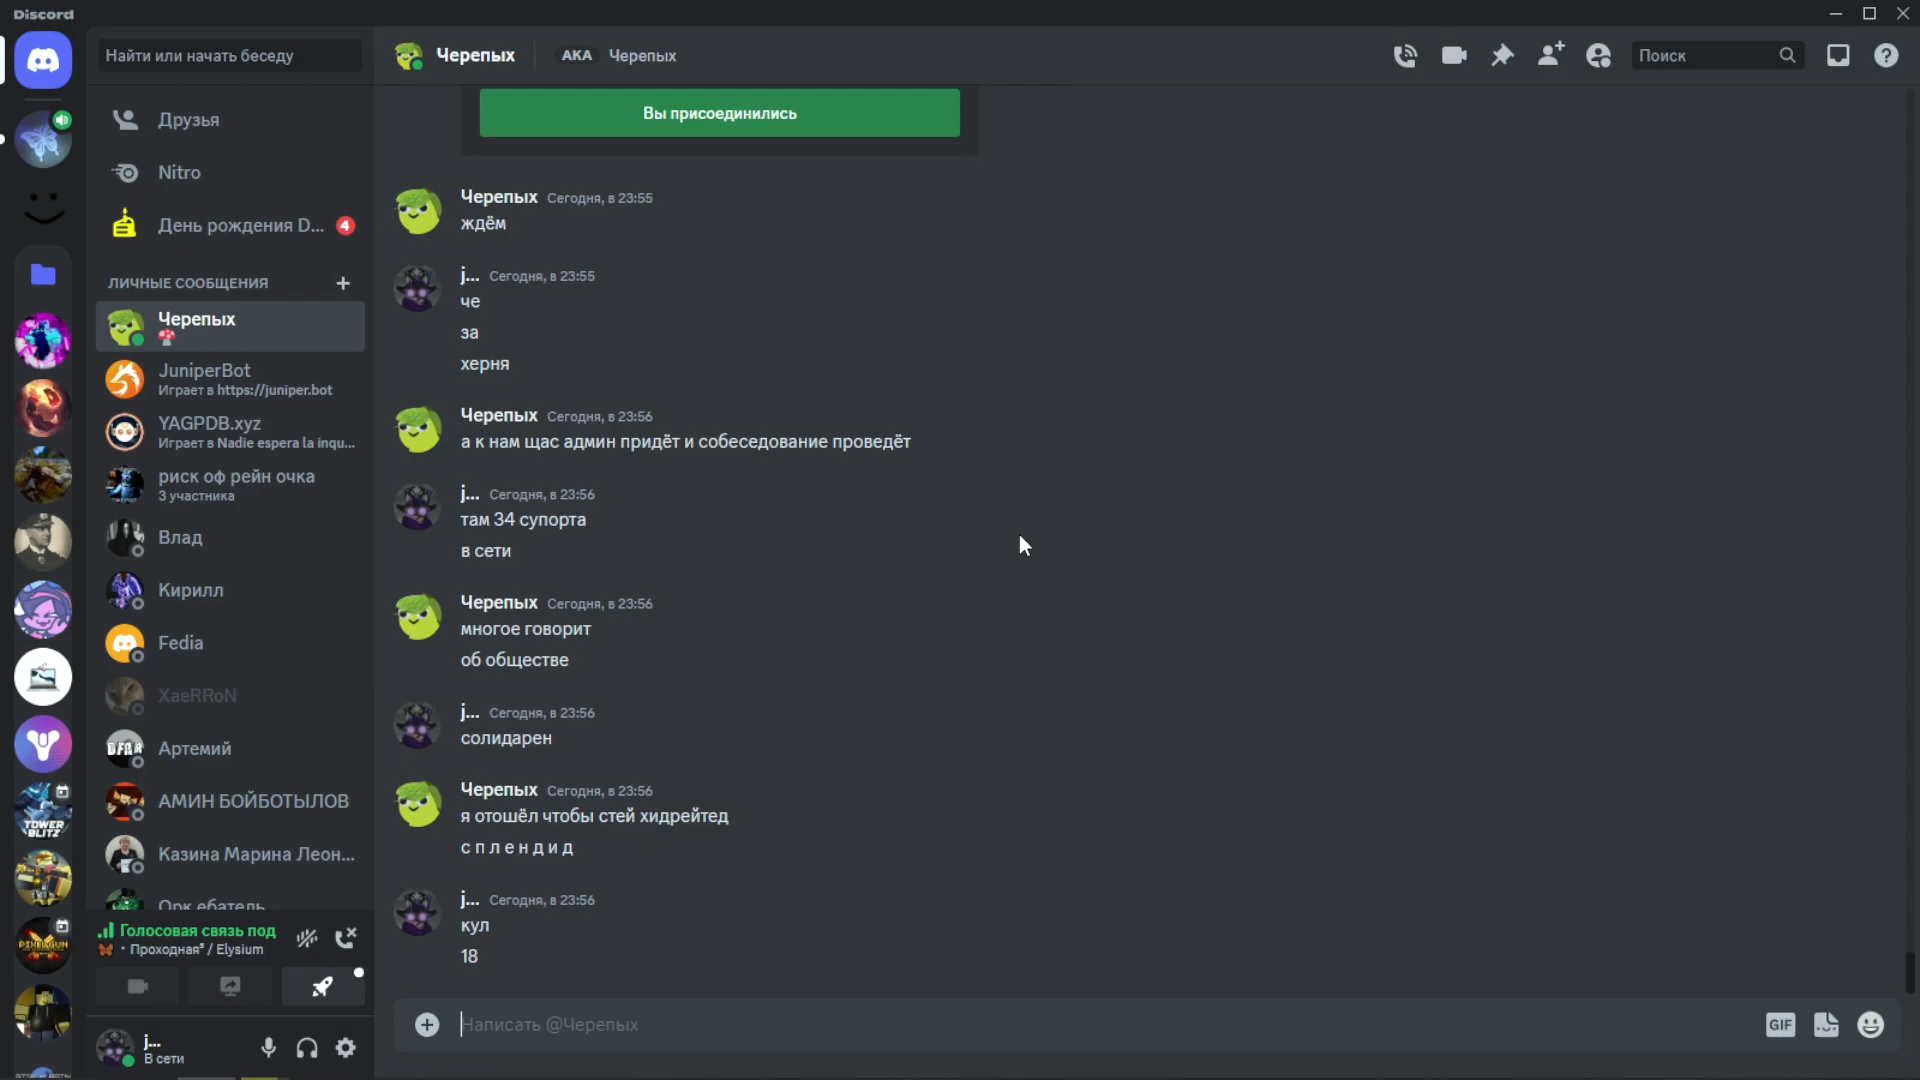 Discord
Найти или начать беседу
Друзья
Nitro
День рождения D...
4
ЛИЧНЫЕ СООБЩЕНИЯ
Черепых
JuniperBot
Играет в https://juniper.bot
YAGPDB.xyz
Играет в Nadie espera la inqu...
риск оф рейн очка
3 участника
Влад
Кирилл
Fedia
XaeRRoN
Артемий
АМИН БОЙБОТЫЛОВ
Казина Марина Леон...
Орк ебатель
Голосовая связь под
Проходная* / Elysium
j...
В сети
TOWER
BLITZ
PIXELGUN
Черепых
AKA Черепых
Поиск
Вы присоединились
Черепых Сегодня, в 23:55
ждём
j... Сегодня, в 23:55
че
за
херня
Черепых Сегодня, в 23:56
а к нам щас админ придёт и собеседование проведёт
j... Сегодня, в 23:56
там 34 супорта
в сети
Черепых Сегодня, в 23:56
многое говорит
об обществе
j... Сегодня, в 23:56
солидарен
Черепых Сегодня, в 23:56
я отошёл чтобы стей хидрейтед
с п л е н д и д
j... Сегодня, в 23:56
кул
18
Написать @Черепых
GIF